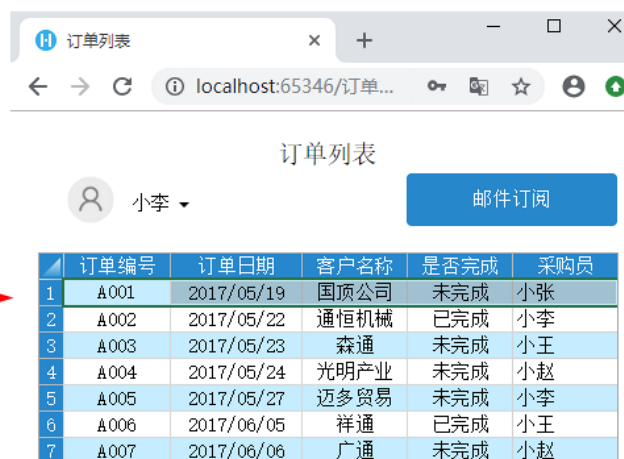 订单列表
localhost:65346/订单...
订单列表
小李
邮件订阅
订单编号 订单日期 客户名称 是否完成 采购员
1 A001 2017/05/19 国顶公司 未完成 小张
2 A002 2017/05/22 通恒机械 已完成 小李
3 A003 2017/05/23 森通 未完成 小王
4 A004 2017/05/24 光明产业 未完成 小赵
5 A005 2017/05/27 迈多贸易 未完成 小李
6 A006 2017/06/05 祥通 已完成 小王
7 A007 2017/06/06 广通 未完成 小赵